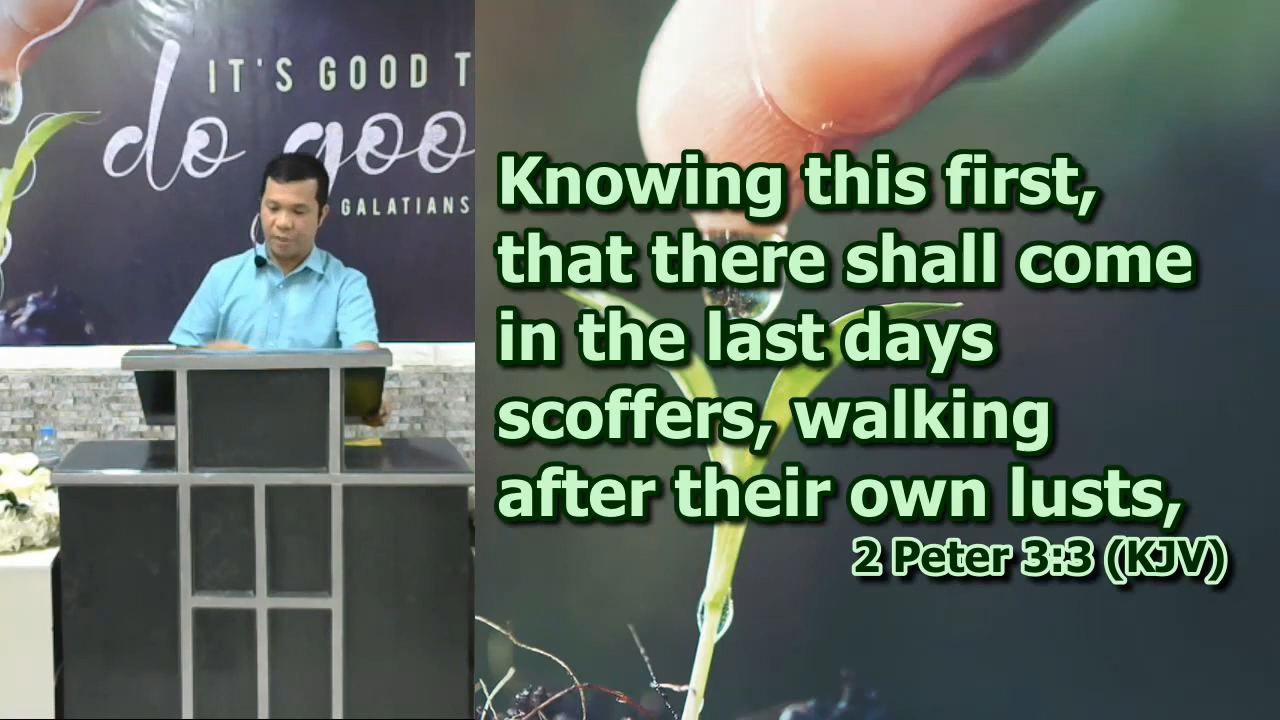 IT'S GOOD T
do goo
GALATIANS
Knowing this first,
that there shall come
in the last days
scoffers, walking
after their own lusts,
2 Peter 3:3 (KJV)